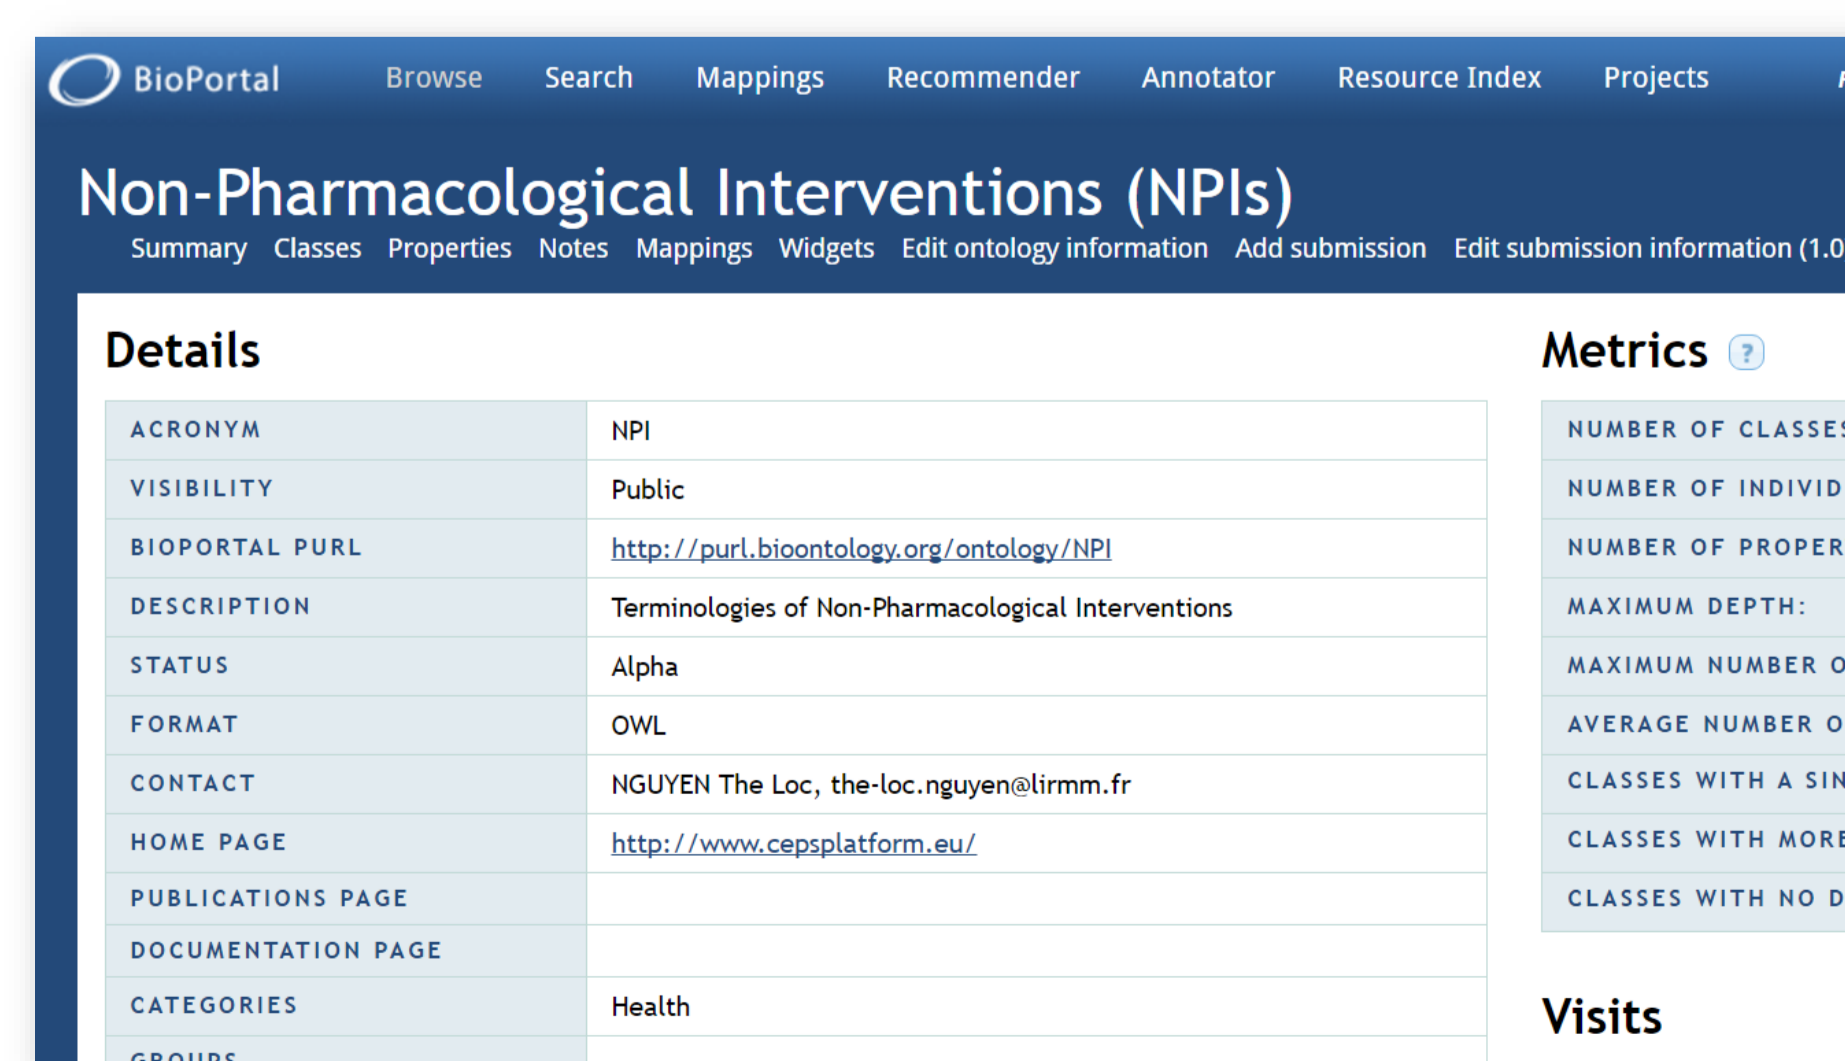 BioPortal Browse Search Mappings Recommender Annotator Resource Index Projects
Non-Pharmacological Interventions (NPIs)
Summary Classes Properties Notes Mappings Widgets Edit ontology information Add submission Edit submission information (1.0
Details
ACRONYM NPI
VISIBILITY Public
BIOPORTAL PURL http://purl.bioontology.org/ontology/NPI
DESCRIPTION Terminologies of Non-Pharmacological Interventions
STATUS Alpha
FORMAT OWL
CONTACT NGUYEN The Loc, the-loc.nguyen@lirmm.fr
HOME PAGE http://www.cepsplatform.eu/
PUBLICATIONS PAGE
DOCUMENTATION PAGE
CATEGORIES Health
GROUPS
Metrics ?
NUMBER OF CLASSES
NUMBER OF INDIVID
NUMBER OF PROPER
MAXIMUM DEPTH:
MAXIMUM NUMBER O
AVERAGE NUMBER O
CLASSES WITH A SIN
CLASSES WITH MORE
CLASSES WITH NO D
Visits